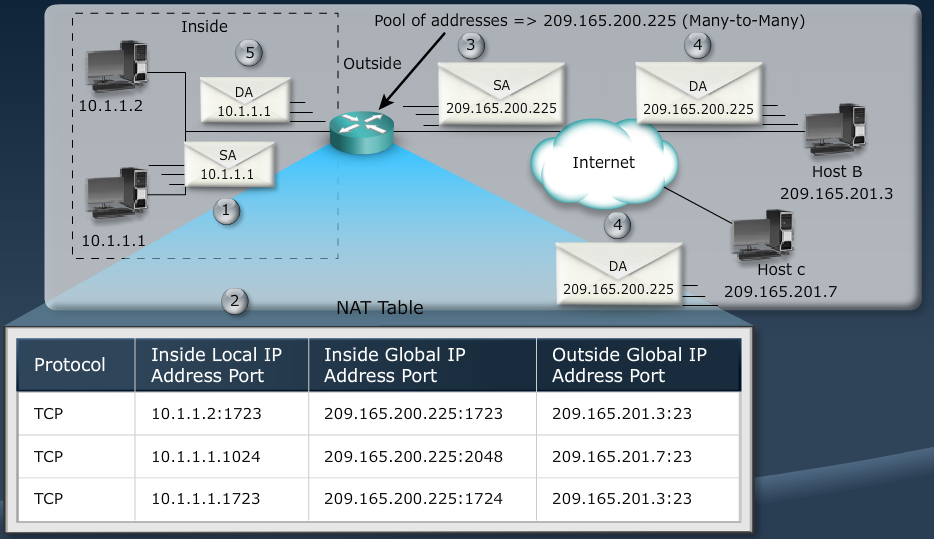 Pool of addresses => 209.165.200.225 (Many-to-Many)
Inside
5
Outside
3
4
DA
10.1.1.1
SA
209.165.200.225
DA
209.165.200.225
10.1.1.2
SA
10.1.1.1
1
Internet
Host B
209.165.201.3
10.1.1.1
4
DA
209.165.200.225
Host c
209.165.201.7
2
NAT Table
Protocol
Inside Local IP
Address Port
Inside Global IP
Address Port
Outside Global IP
Address Port
TCP 10.1.1.2:1723 209.165.200.225:1723 209.165.201.3:23
TCP 10.1.1.1.1024 209.165.200.225:2048 209.165.201.7:23
TCP 10.1.1.1.1723 209.165.200.225:1724 209.165.201.3:23